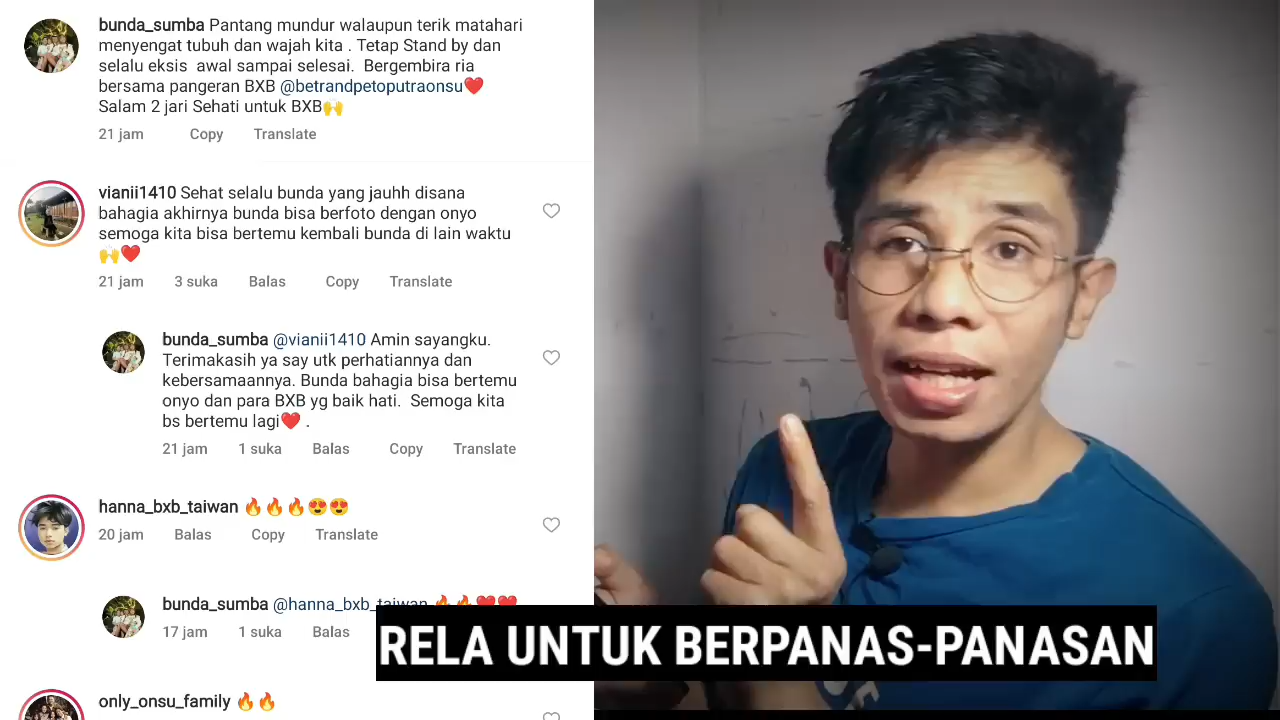 bunda_sumba Pantang mundur walaupun terik matahari
menyengat tubuh dan wajah kita . Tetap Stand by dan
selalu eksis awal sampai selesai. Bergembira ria
bersama pangeran BXB @betrandpetoputraonsu❤️
Salam 2 jari Sehati untuk BXB🙌
21 jam Copy Translate
vianii1410 Sehat selalu bunda yang jauhh disana
bahagia akhirnya bunda bisa berfoto dengan onyo
semoga kita bisa bertemu kembali bunda di lain waktu
🙌❤️
21 jam 3 suka Balas Copy Translate
bunda_sumba @vianii1410 Amin sayangku.
Terimakasih ya say utk perhatiannya dan
kebersamaannya. Bunda bahagia bisa bertemu
onyo dan para BXB yg baik hati. Semoga kita
bs bertemu lagi❤️ .
21 jam 1 suka Balas Copy Translate
hanna_bxb_taiwan 🔥🔥🔥😍😍
20 jam Balas Copy Translate
bunda_sumba @hanna_bxb_taiwan 🔥🔥❤️❤️
17 jam 1 suka Balas
RELA UNTUK BERPANAS-PANASAN
only_onsu_family 🔥🔥